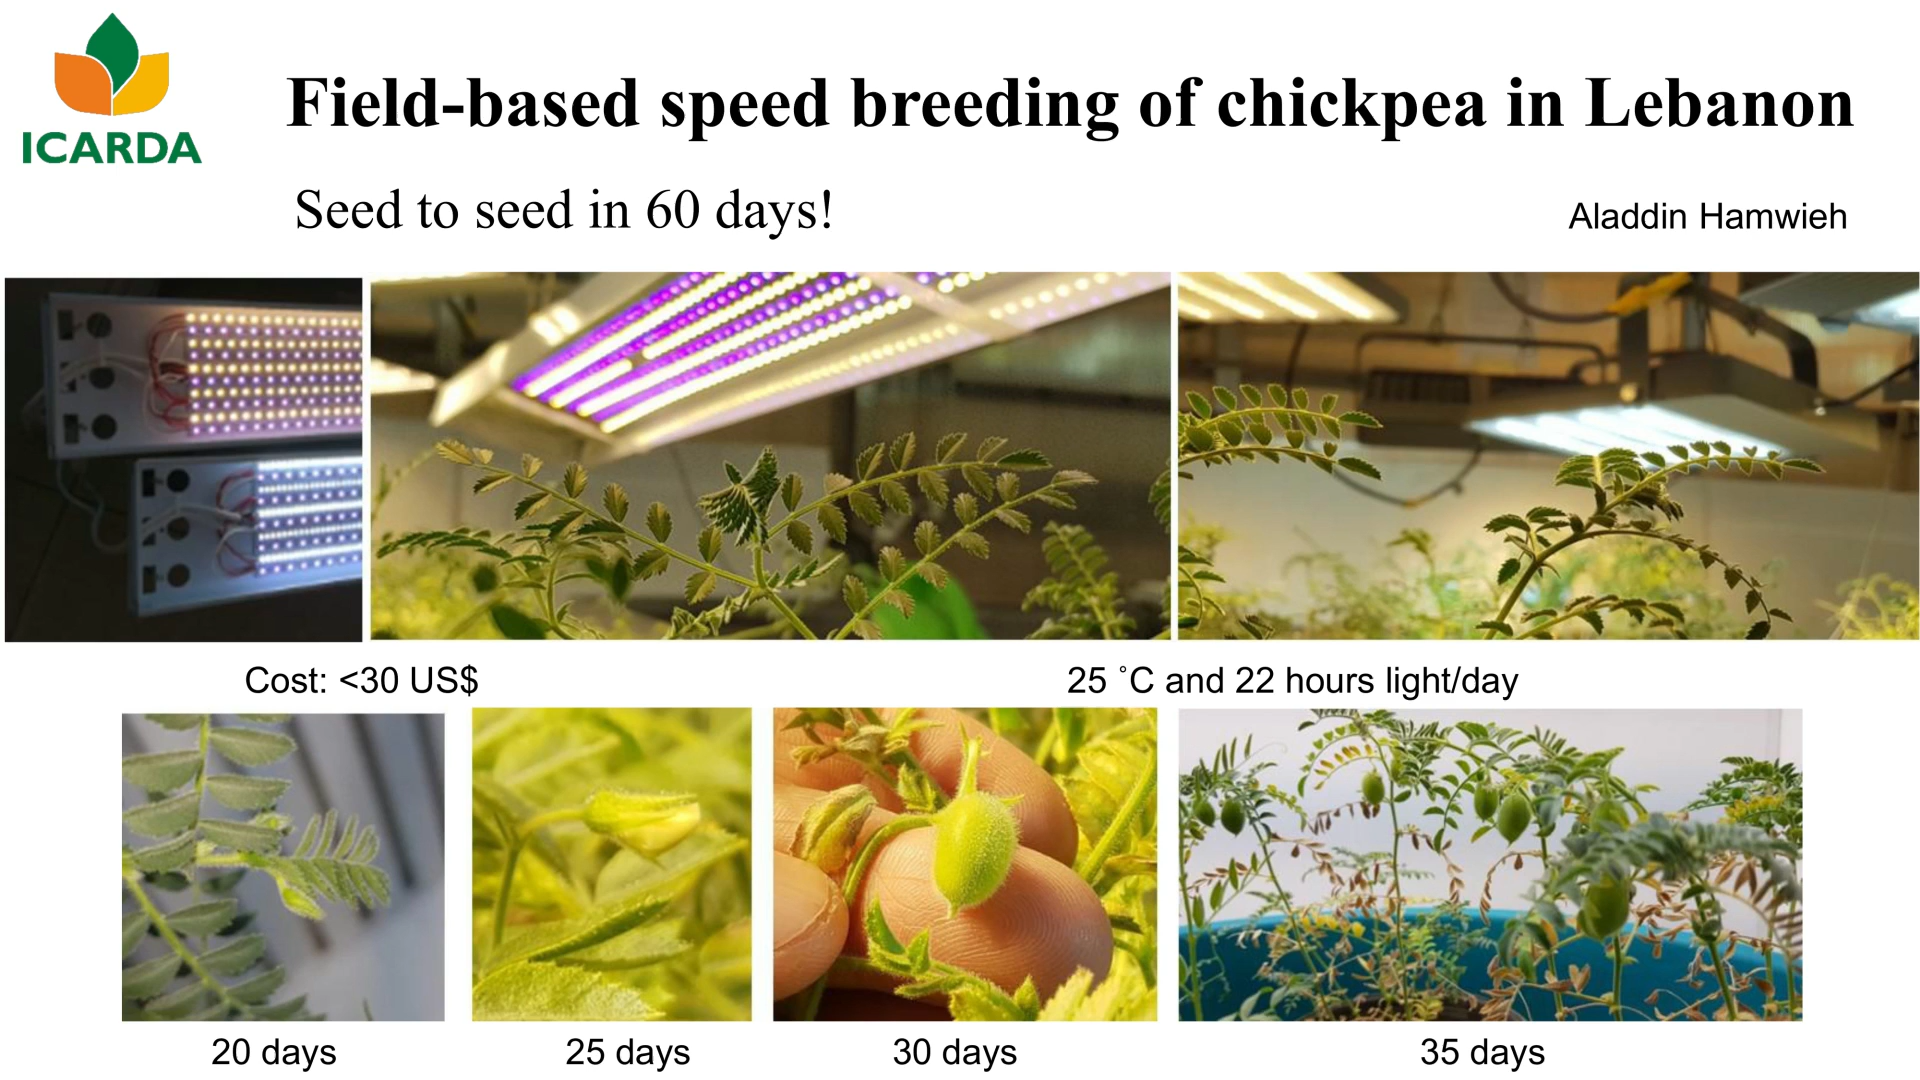 ICARDA
Field-based speed breeding of chickpea in Lebanon
Seed to seed in 60 days!
Aladdin Hamwieh
Cost: <30 US$
25 ˚C and 22 hours light/day
20 days
25 days
30 days
35 days